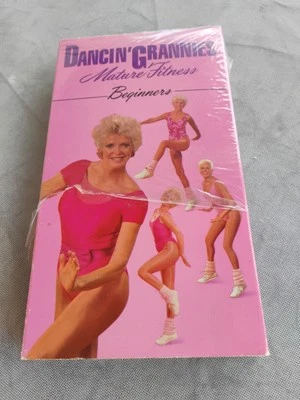 DANCIN' GRANNIES
Mature Fitness
Beginners